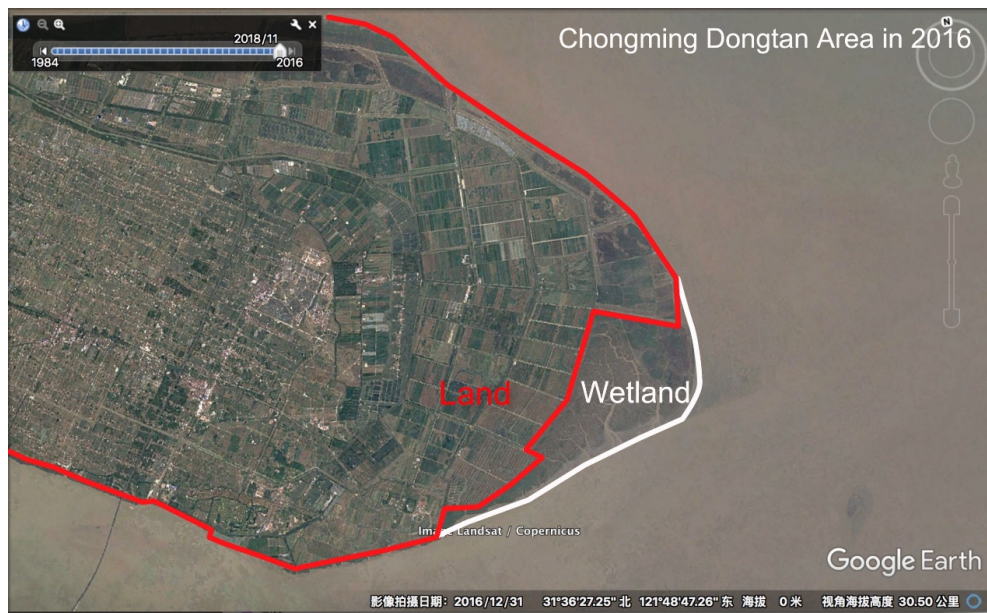 2018/11
1984 2016
Chongming Dongtan Area in 2016
N
Land
Wetland
Image Landsat / Copernicus
Google Earth
影像拍摄日期: 2016/12/31 31°36'27.25" 北 121°48'47.26" 东 海拔 0 米 视角海拔高度 30.50 公里